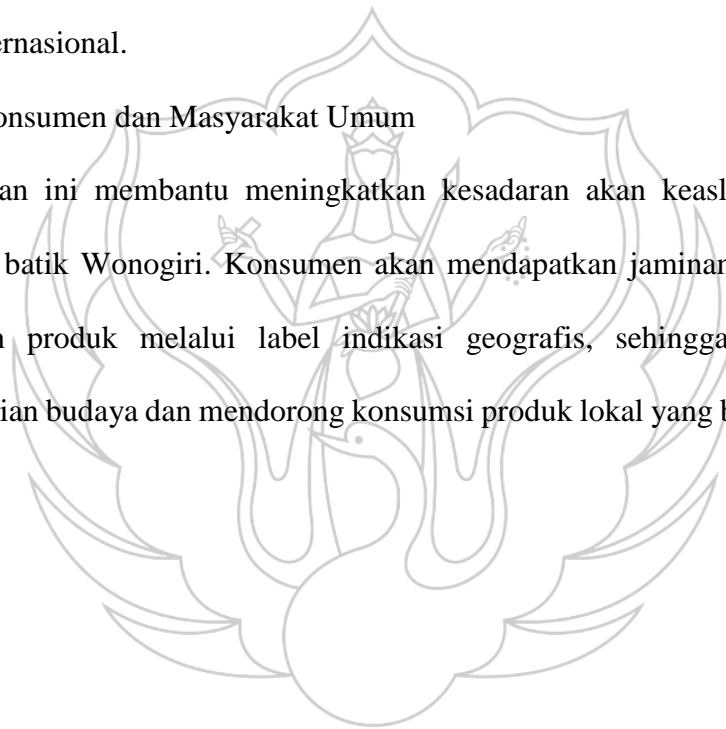 ernasional.
onsumen dan Masyarakat Umum
an ini membantu meningkatkan kesadaran akan keasl
batik Wonogiri. Konsumen akan mendapatkan jaminan
produk melalui label indikasi geografis, sehingga
ian budaya dan mendorong konsumsi produk lokal yang b